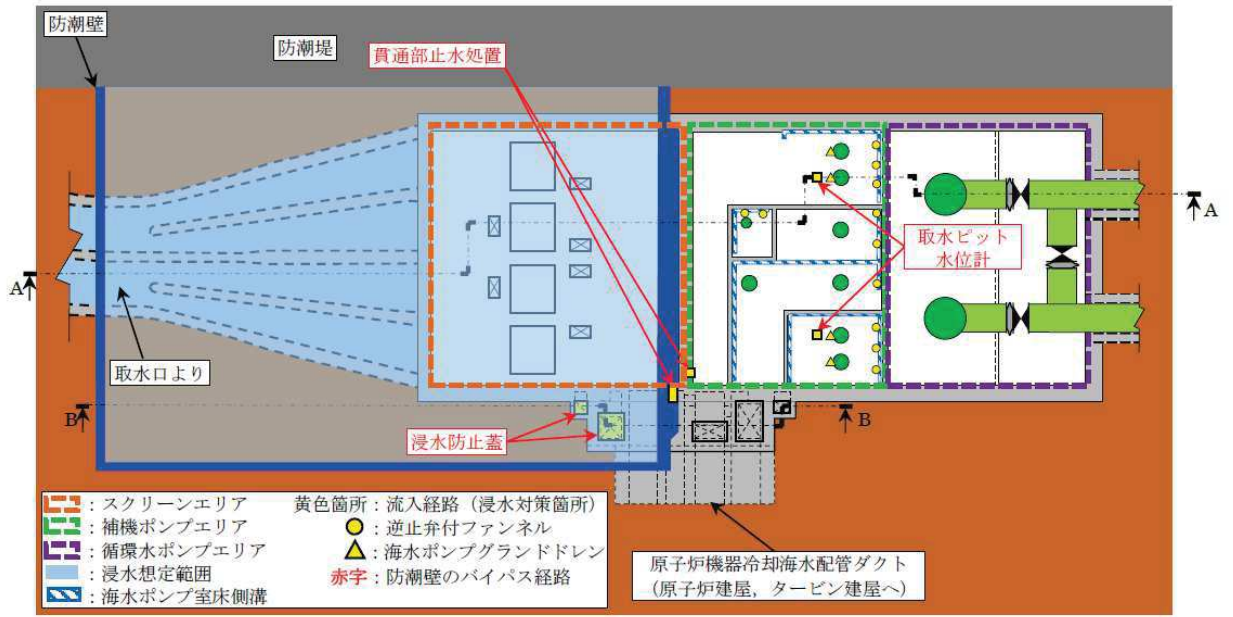 防潮壁
防潮堤
貫通部止水処置
A
取水ピット
水位計
A
取水口より
B
B
浸水防止蓋
：スクリーンエリア
：補機ポンプエリア
：循環水ポンプエリア
：浸水想定範囲
：海水ポンプ室床側溝
黄色箇所：流入経路（浸水対策箇所）
：逆止弁付ファンネル
：海水ポンプグランドドレン
赤字：防潮壁のバイパス経路
原子炉機器冷却海水配管ダクト
（原子炉建屋，タービン建屋へ）